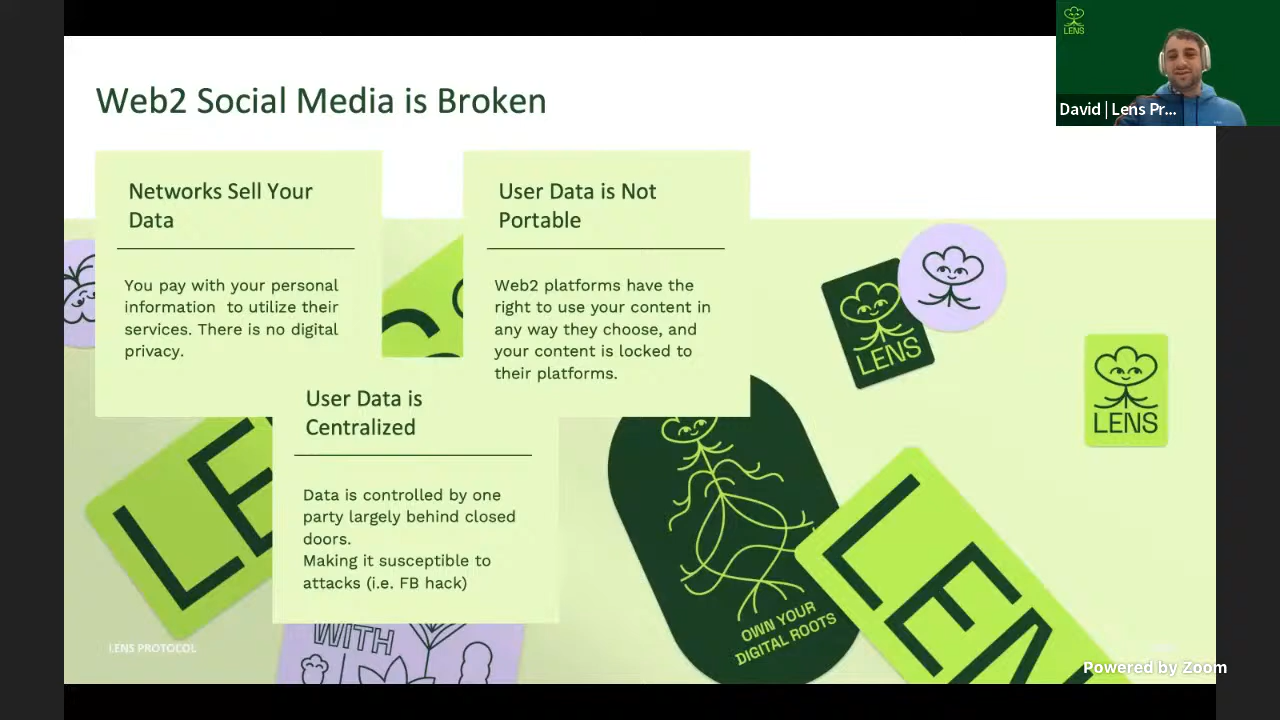 LENS
David | Lens Pr...
Web2 Social Media is Broken
Networks Sell Your
Data
You pay with your personal
information to utilize their
services. There is no digital
privacy.
User Data is Not
Portable
Web2 platforms have the
right to use your content in
any way they choose, and
your content is locked to
their platforms.
User Data is
Centralized
Data is controlled by one
party largely behind closed
doors.
Making it susceptible to
attacks (i.e. FB hack)
LENS
LENS
LE
LEN
OWN YOUR
DIGITAL ROOTS
WITH
LENS PROTOCOL
Powered by Zoom